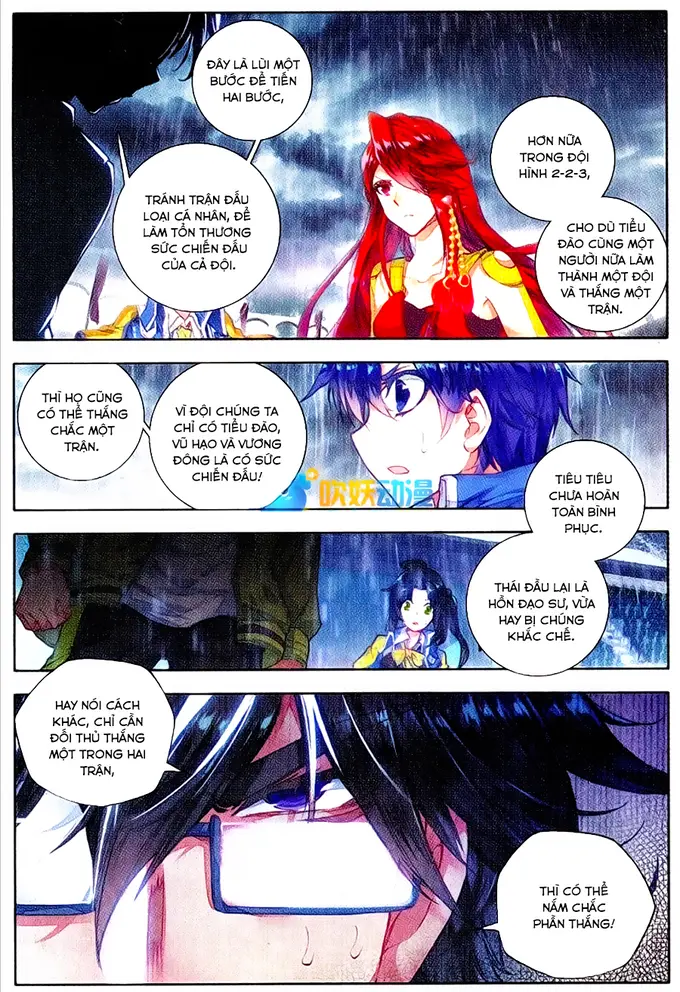 ĐÂY LÀ LÙI MỘT
BƯỚC ĐỂ TIẾN
HAI BƯỚC,
TRÁNH TRẬN ĐẤU
LOẠI CÁ NHÂN, ĐỂ
LÀM TỔN THƯƠNG
SỨC CHIẾN ĐẤU
CỦA CẢ ĐỘI.
HƠN NỮA
TRONG ĐỘI
HÌNH 2-2-3,
CHO DÙ TIỂU
ĐÀO CÙNG MỘT
NGƯỜI NỮA LÀM
THÀNH MỘT ĐỘI
VÀ THẮNG MỘT
TRẬN.
THÌ HỌ CŨNG
CÓ THỂ THẮNG
CHẮC MỘT
TRẬN.
VÌ ĐỘI CHÚNG TA
CHỈ CÓ TIỂU ĐÀO,
VŨ HẠO VÀ VƯƠNG
ĐÔNG LÀ CÓ SỨC
CHIẾN ĐẤU!
吹妖动漫
TIÊU TIÊU
CHƯA HOÀN
TOÀN BÌNH
PHỤC.
THÁI ĐẨU LẠI LÀ
HỒN ĐẠO SƯ, VỪA
HAY BỊ CHÚNG
KHẮC CHẾ.
HAY NÓI CÁCH
KHÁC, CHỈ CẦN
ĐỐI THỦ THẮNG
MỘT TRONG HAI
TRẬN,
THÌ CÓ THỂ
NẮM CHẮC
PHẦN THẮNG!